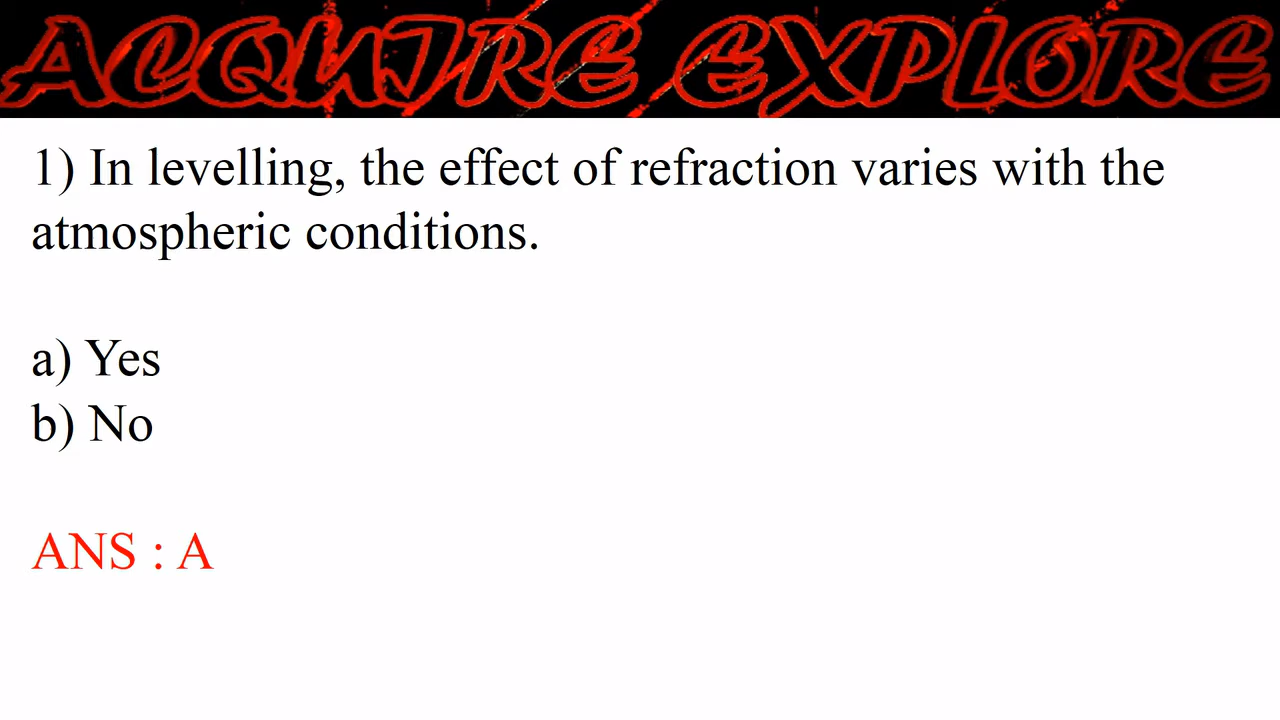 ACQUIRE EXPLORE
1) In levelling, the effect of refraction varies with the
atmospheric conditions.
a) Yes
b) No
ANS : A